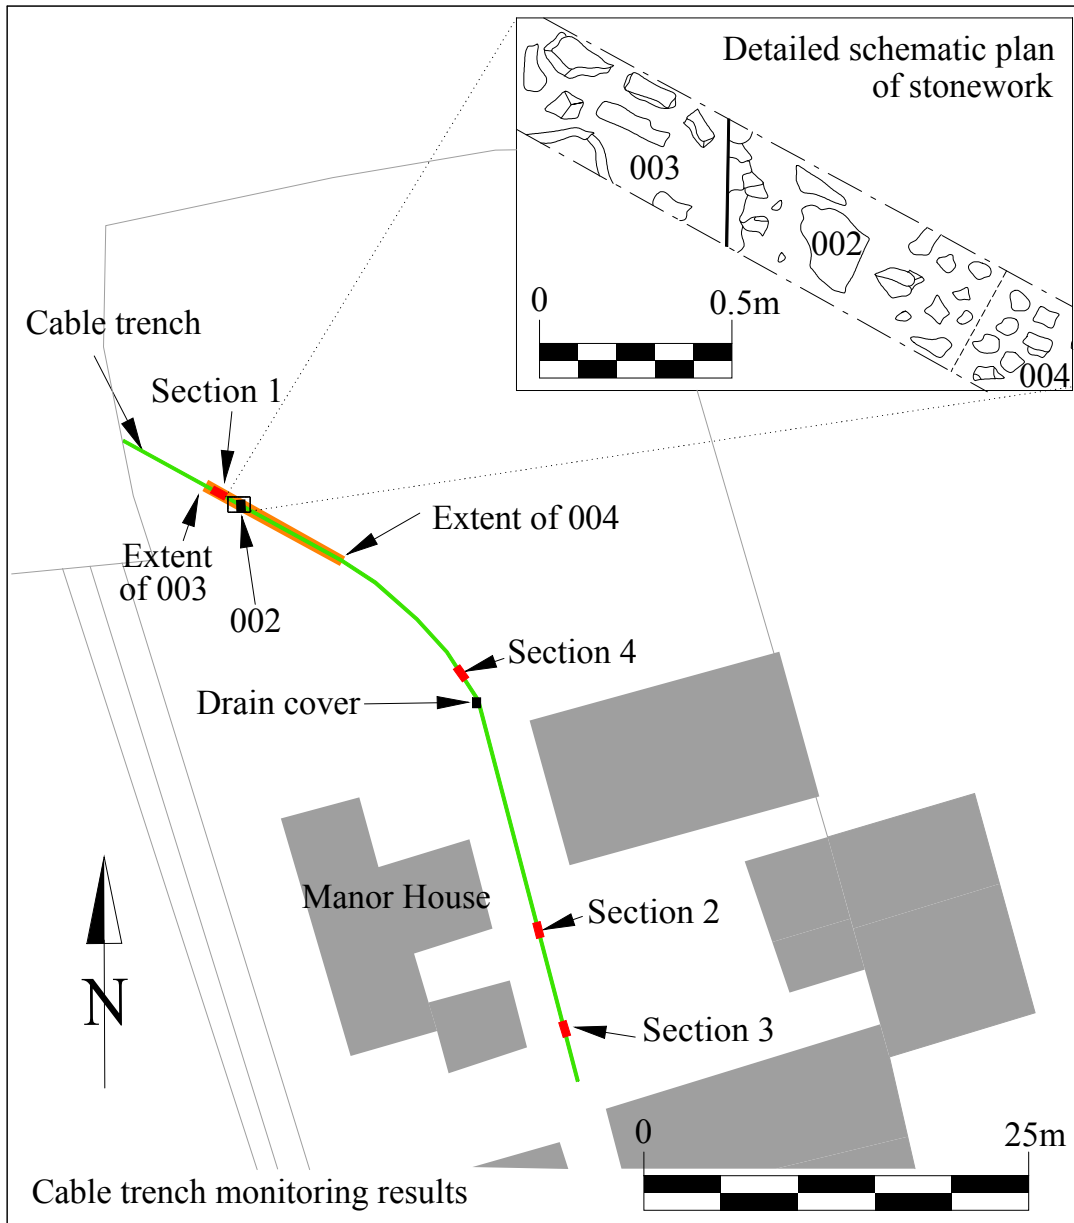 Detailed schematic plan
of stonework
003
002
0
0.5m
004
Cable trench
Section 1
Extent of 004
Extent
of 003
002
Section 4
Drain cover
Manor House
Section 2
N
Section 3
0
25m
Cable trench monitoring results